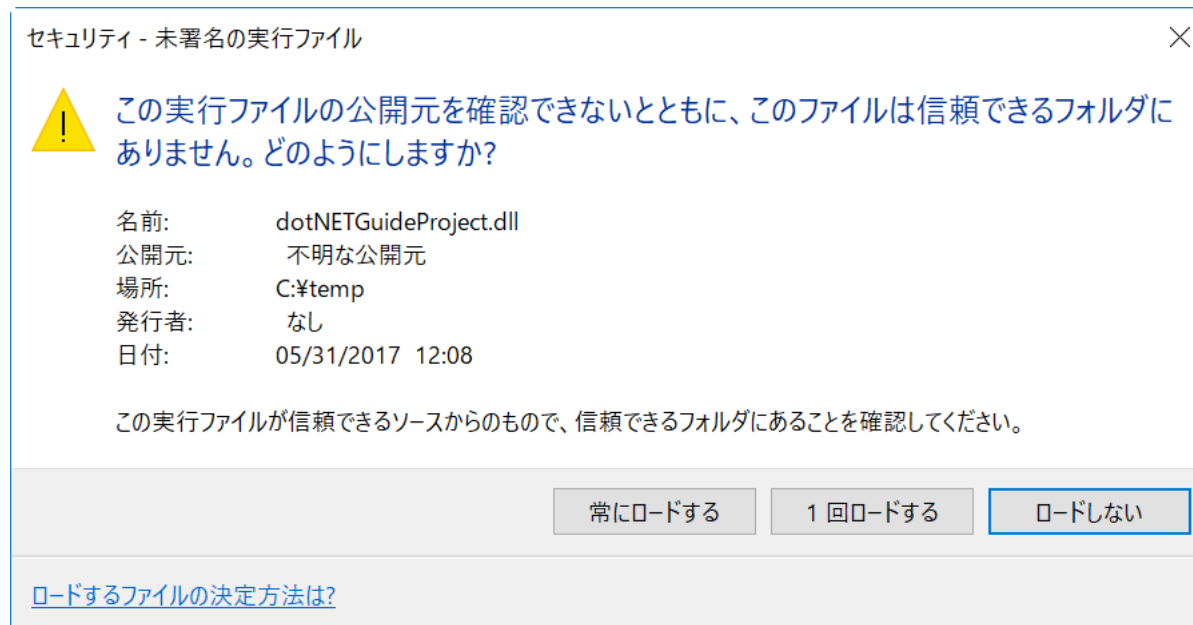 セキュリティ - 未署名の実行ファイル
この実行ファイルの公開元を確認できないとともに、このファイルは信頼できるフォルダに
ありません。どのようにしますか?
名前: dotNETGuideProject.dll
公開元: 不明な公開元
場所: C:¥temp
発行者: なし
日付: 05/31/2017 12:08
この実行ファイルが信頼できるソースからのもので、信頼できるフォルダにあることを確認してください。
常にロードする 1 回ロードする ロードしない
ロードするファイルの決定方法は?